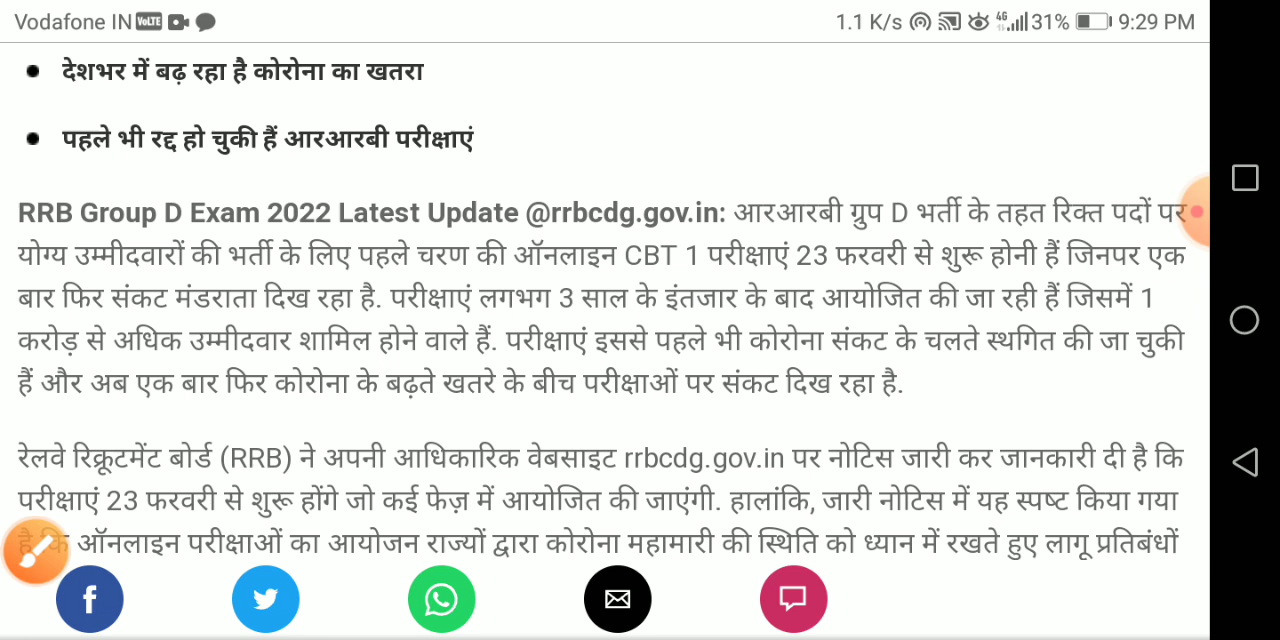 Vodafone IN VoLTE 1.1 K/s 4G 31% 9:29 PM
• देशभर में बढ़ रहा है कोरोना का खतरा
• पहले भी रद्द हो चुकी हैं आरआरबी परीक्षाएं
RRB Group D Exam 2022 Latest Update @rrbcdg.gov.in: आरआरबी ग्रुप D भर्ती के तहत रिक्त पदों पर
योग्य उम्मीदवारों की भर्ती के लिए पहले चरण की ऑनलाइन CBT 1 परीक्षाएं 23 फरवरी से शुरू होनी हैं जिनपर एक
बार फिर संकट मंडराता दिख रहा है. परीक्षाएं लगभग 3 साल के इंतजार के बाद आयोजित की जा रही हैं जिसमें 1
करोड़ से अधिक उम्मीदवार शामिल होने वाले हैं. परीक्षाएं इससे पहले भी कोरोना संकट के चलते स्थगित की जा चुकी
हैं और अब एक बार फिर कोरोना के बढ़ते खतरे के बीच परीक्षाओं पर संकट दिख रहा है.
रेलवे रिक्रूटमेंट बोर्ड (RRB) ने अपनी आधिकारिक वेबसाइट rrbcdg.gov.in पर नोटिस जारी कर जानकारी दी है कि
परीक्षाएं 23 फरवरी से शुरू होंगे जो कई फेज़ में आयोजित की जाएंगी. हालांकि, जारी नोटिस में यह स्पष्ट किया गया
है कि ऑनलाइन परीक्षाओं का आयोजन राज्यों द्वारा कोरोना महामारी की स्थिति को ध्यान में रखते हुए लागू प्रतिबंधों